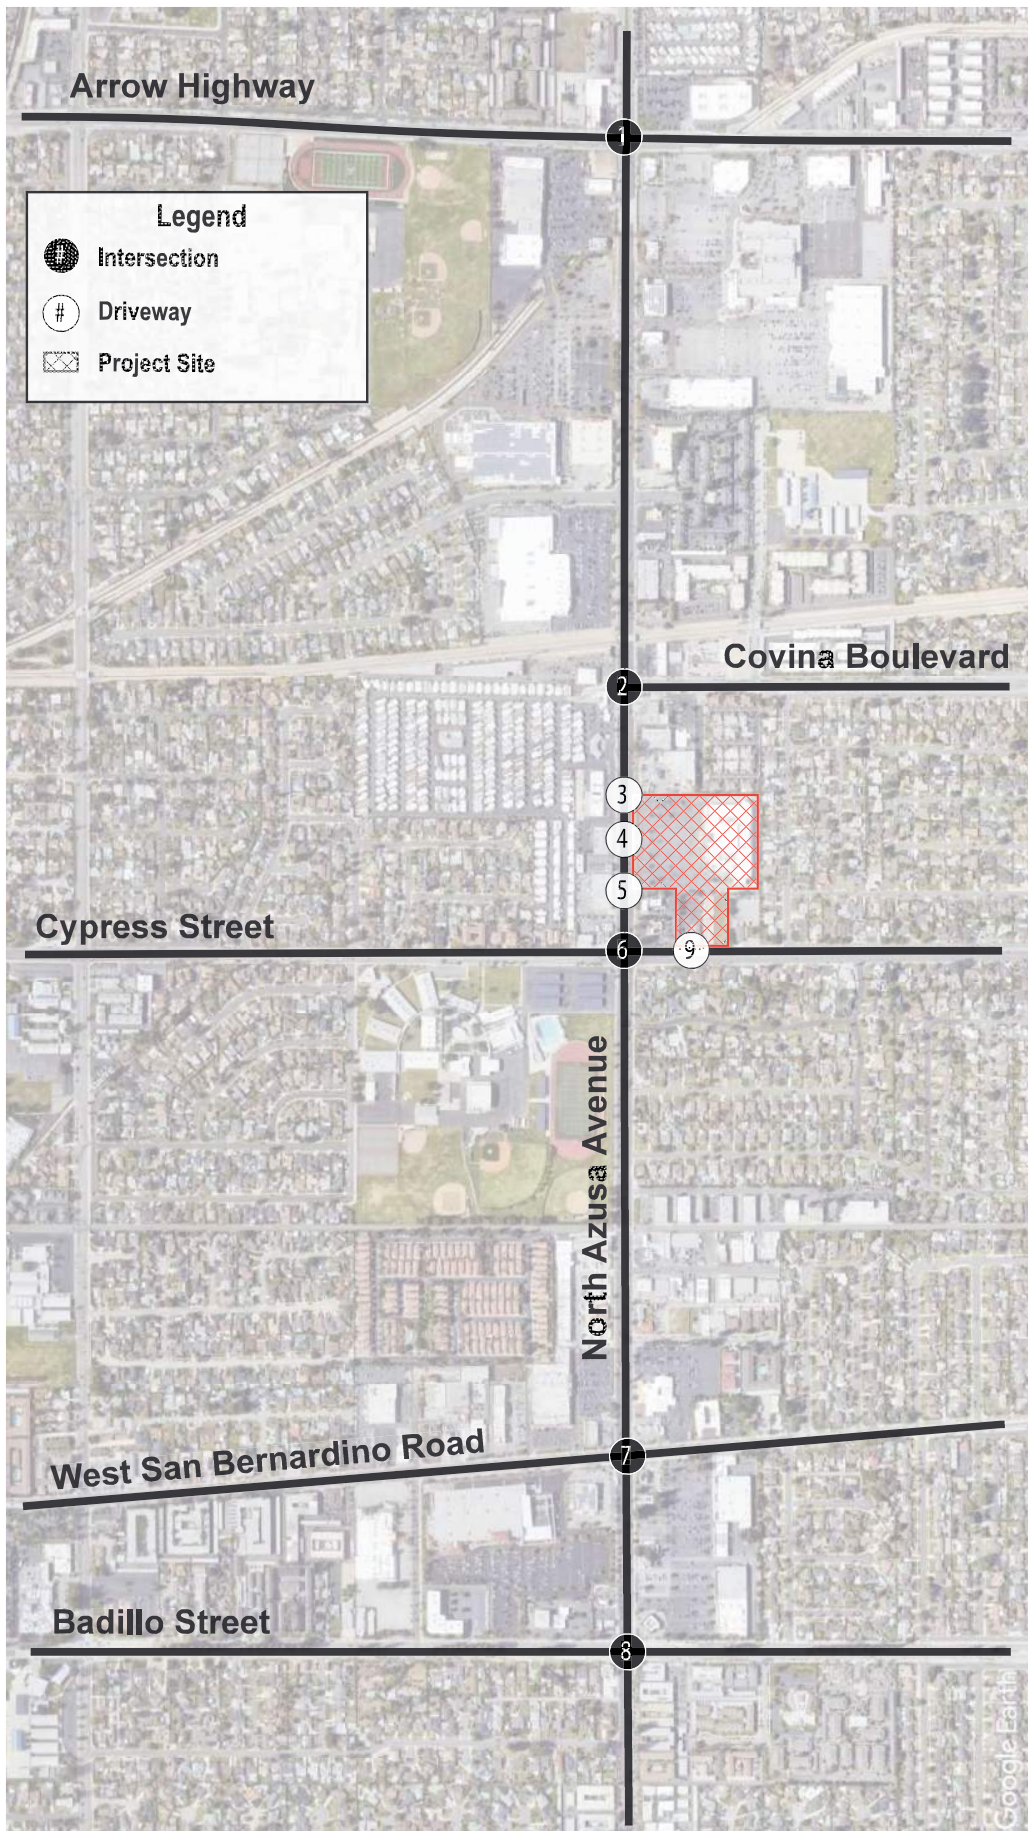 Arrow Highway
1
Legend
# Intersection
# Driveway
Project Site
Covina Boulevard
2
3
4
5
Cypress Street
6
9
North Azusa Avenue
West San Bernardino Road
7
Badillo Street
8
Google Earth